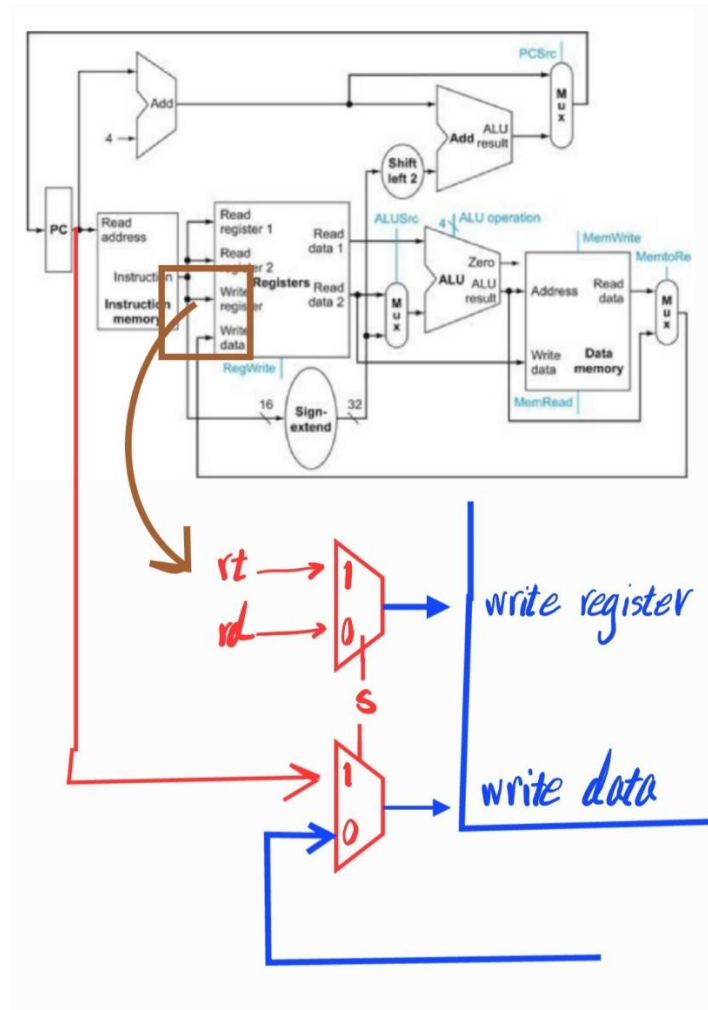 PCSrc
Add
M
u
x
4
Add
ALU
result
Shift
left 2
PC
Read
address
Instruction
Instruction
memory
Read
register 1
Read
register 2
Write
register
Write
data
Registers
Read
data 1
Read
data 2
RegWrite
ALUSrc
M
u
x
4
ALU operation
Zero
ALU
ALU
result
MemWrite
Address
Read
data
Write
data
Data
memory
MemRead
MemtoRe
M
u
x
16
Sign-
extend
32
rt
1
write register
rd
0
s
1
write data
0